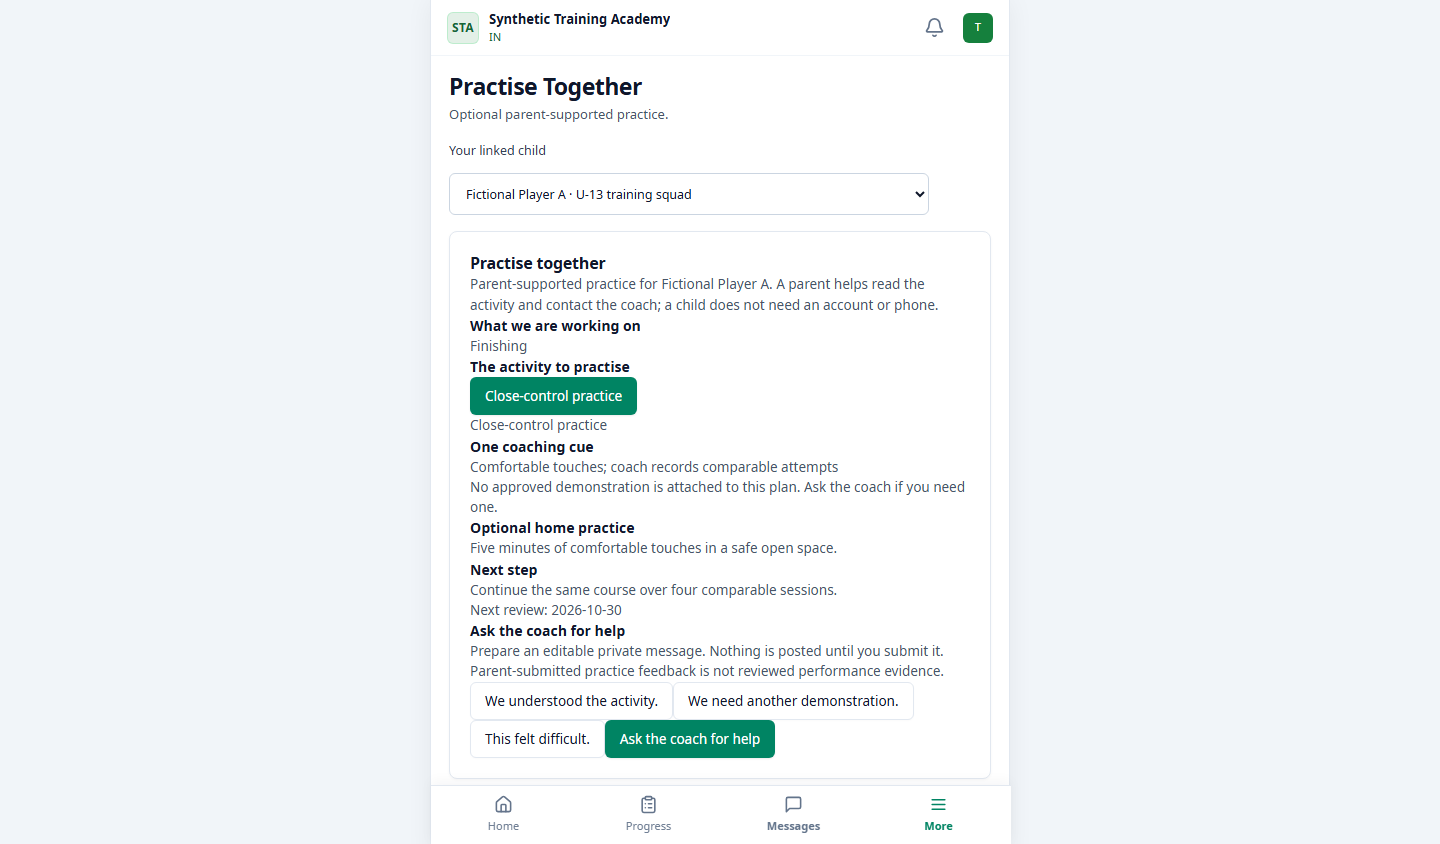 STA
Synthetic Training Academy
IN
T
Practise Together
Optional parent-supported practice.
Your linked child
Fictional Player A · U-13 training squad
Practise together
Parent-supported practice for Fictional Player A. A parent helps read the
activity and contact the coach; a child does not need an account or phone.
What we are working on
Finishing
The activity to practise
Close-control practice
Close-control practice
One coaching cue
Comfortable touches; coach records comparable attempts
No approved demonstration is attached to this plan. Ask the coach if you need
one.
Optional home practice
Five minutes of comfortable touches in a safe open space.
Next step
Continue the same course over four comparable sessions.
Next review: 2026-10-30
Ask the coach for help
Prepare an editable private message. Nothing is posted until you submit it.
Parent-submitted practice feedback is not reviewed performance evidence.
We understood the activity. We need another demonstration.
This felt difficult. Ask the coach for help
Home Progress Messages More